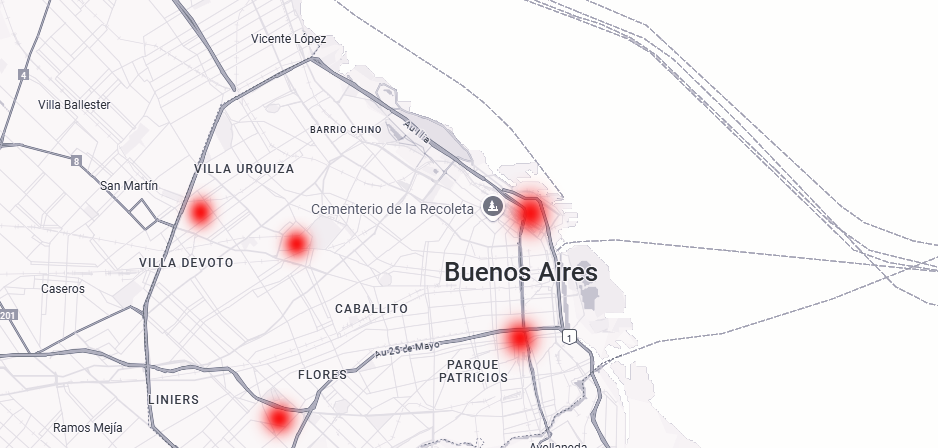 Vicente López
4
Villa Ballester
Au Illia
BARRIO CHINO
8
VILLA URQUIZA
San Martín
Cementerio de la Recoleta
VILLA DEVOTO
Buenos Aires
Caseros
CABALLITO
201
1
Au 25 de Mayo
PARQUE
PATRICIOS
FLORES
LINIERS
Ramos Mejía
Avellaneda